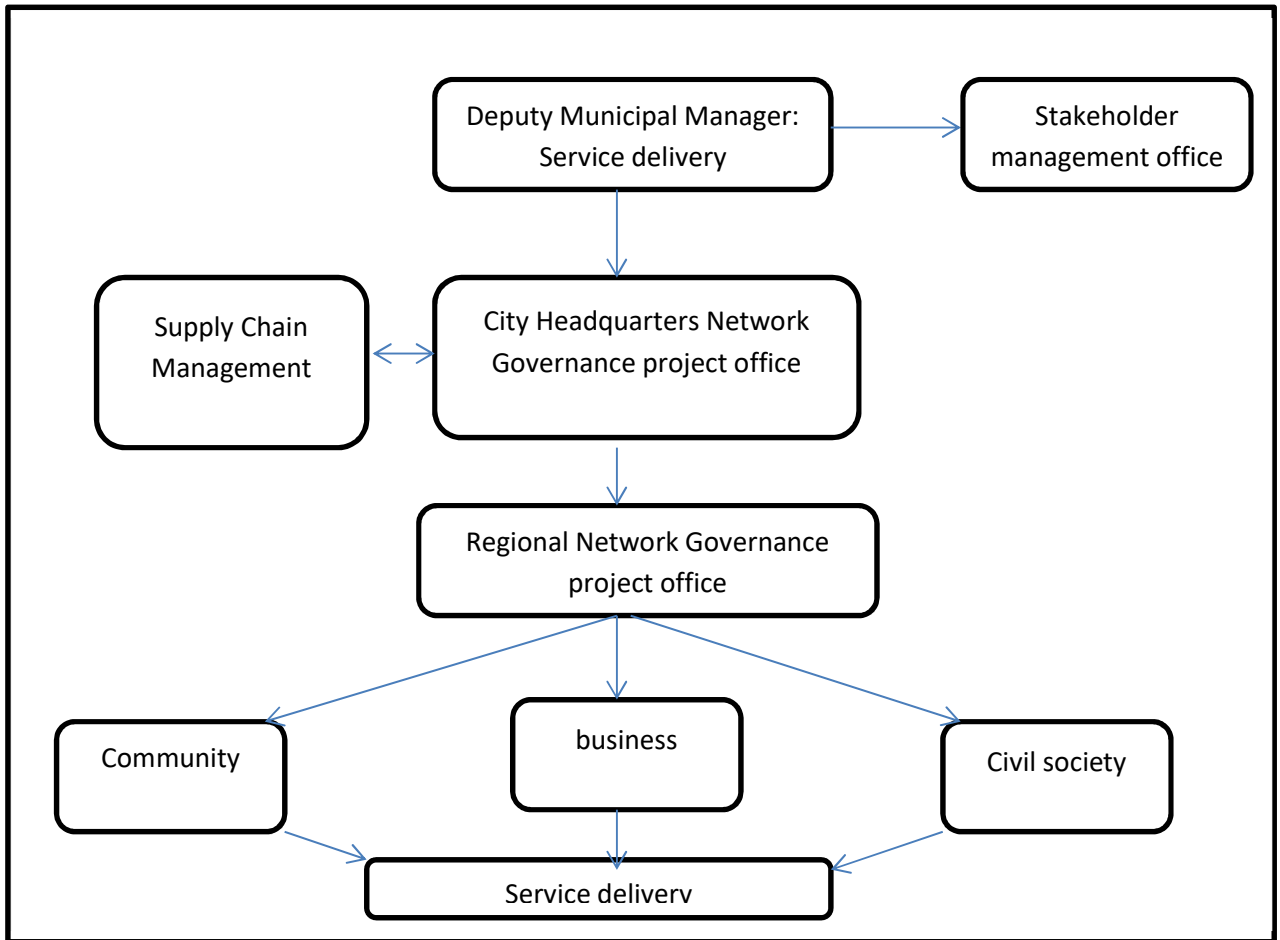 Deputy Municipal Manager:
Service delivery
Stakeholder
management office
Supply Chain
Management
City Headquarters Network
Governance project office
Regional Network Governance
project office
Community
business
Civil society
Service delivery